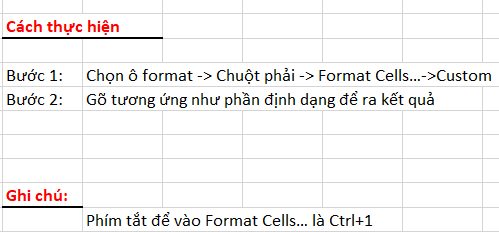 Cách thực hiện
Bước 1: Chọn ô format -> Chuột phải -> Format Cells...->Custom
Bước 2: Gõ tương ứng như phần định dạng để ra kết quả
Ghi chú:
Phím tắt để vào Format Cells... là Ctrl+1